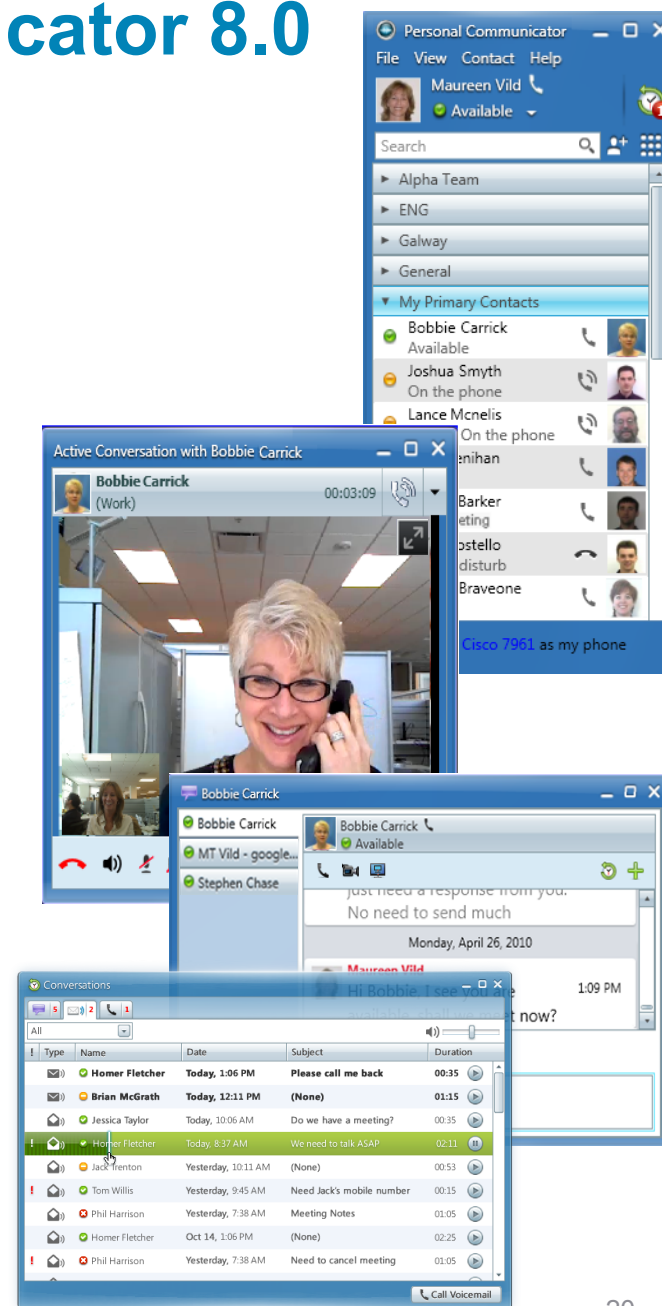 cator 8.0
Personal Communicator
File View Contact Help
Maureen Vild
Available
Search
Alpha Team
ENG
Galway
General
My Primary Contacts
Bobbie Carrick
Available
Joshua Smyth
On the phone
Lance Mcnelis
On the phone
enihan
Barker
eting
ostello
disturb
Braveone
Cisco 7961 as my phone
Active Conversation with Bobbie Carrick
Bobbie Carrick
(Work)
00:03:09
Bobbie Carrick
Bobbie Carrick
MT Vild - google...
Stephen Chase
Bobbie Carrick
Available
just need a response from you.
No need to send much
Monday, April 26, 2010
Maureen Vild
Hi Bobbie, I see you are
1:09 PM
now?
Conversations
5 2 1
All
! Type Name Date Subject Duration
Homer Fletcher Today, 1:06 PM Please call me back 00:35
Brian McGrath Today, 12:11 PM (None) 01:15
Jessica Taylor Today, 10:06 AM Do we have a meeting? 00:35
! Homer Fletcher Today, 8:37 AM We need to talk ASAP 02:11
Jack Trenton Yesterday, 10:11 AM (None) 00:53
! Tom Willis Yesterday, 9:45 AM Need Jack's mobile number 00:15
Phil Harrison Yesterday, 7:38 AM Meeting Notes 01:05
Homer Fletcher Oct 14, 1:06 PM (None) 02:25
! Phil Harrison Yesterday, 7:38 AM Need to cancel meeting 01:05
Call Voicemail